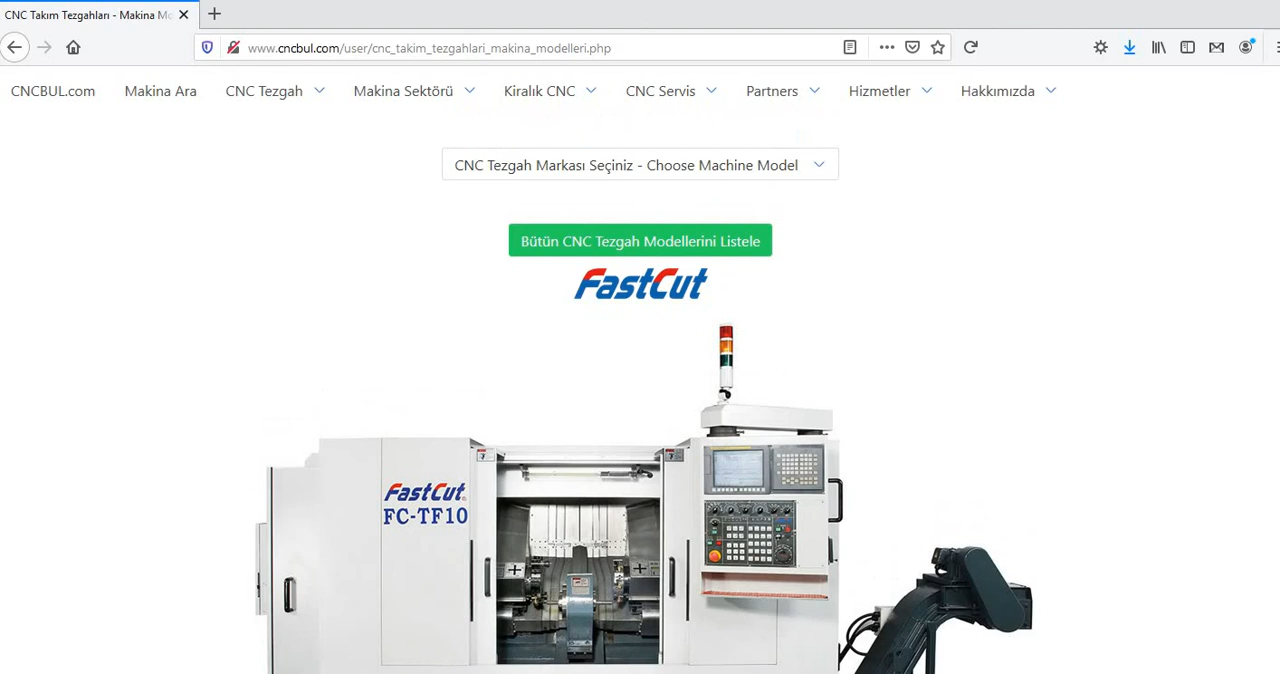 CNC Takım Tezgahları - Makina Mo
www.cncbul.com/user/cnc_takim_tezgahlari_makina_modelleri.php
CNCBUL.com Makina Ara CNC Tezgah Makina Sektörü Kiralık CNC CNC Servis Partners Hizmetler Hakkımızda
CNC Tezgah Markası Seçiniz - Choose Machine Model
Bütün CNC Tezgah Modellerini Listele
FastCut
FastCut
FC-TF10